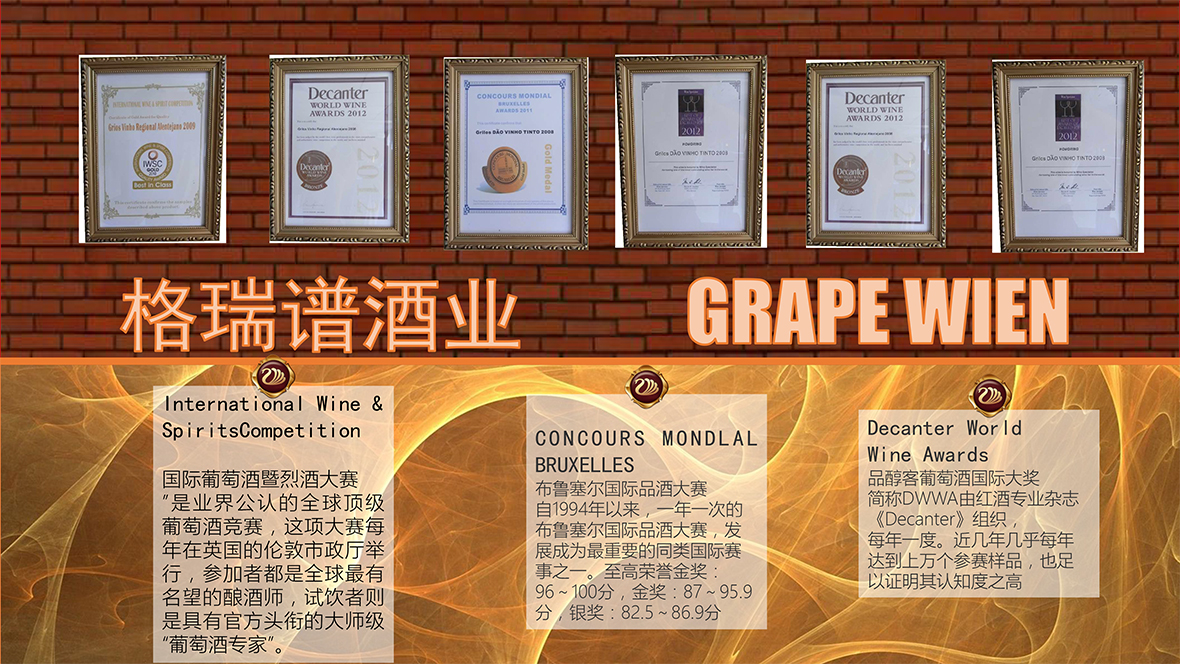 INTERNATIONAL WINE & SPIRIT COMPETITION
Grilos Vinho Regional Alentejano 2009
IWSC
GOLD
Best in Class
Decanter
WORLD WINE
AWARDS 2012
Grilos Vinho Regional Alentejano 2008
Decanter
BRONZE
2012
CONCOURS MONDIAL
BRUXELLES
AWARDS 2011
Grilos DÃO VINHO TINTO 2008
Gold Medal
2012
Grilos DÃO VINHO TINTO 2008
Decanter
WORLD WINE
AWARDS 2012
Decanter
BRONZE
2012
2012
Grilos DÃO VINHO TINTO 2008
格瑞谱酒业
GRAPE WIEN
International Wine &
SpiritsCompetition
国际葡萄酒暨烈酒大赛
”是业界公认的全球顶级
葡萄酒竞赛，这项大赛每
年在英国的伦敦市政厅举
行，参加者都是全球最有
名望的酿酒师，试饮者则
是具有官方头衔的大师级
“葡萄酒专家”。
CONCOURS MONDLAL
BRUXELLES
布鲁塞尔国际品酒大赛
自1994年以来，一年一次的
布鲁塞尔国际品酒大赛，发
展成为最重要的同类国际赛
事之一。至高荣誉金奖：
96～100分，金奖：87～95.9
分，银奖：82.5～86.9分
Decanter World
Wine Awards
品醇客葡萄酒国际大奖
简称DWWA由红酒专业杂志
《Decanter》组织，
每年一度。近几年几乎每年
达到上万个参赛样品，也足
以证明其认知度之高